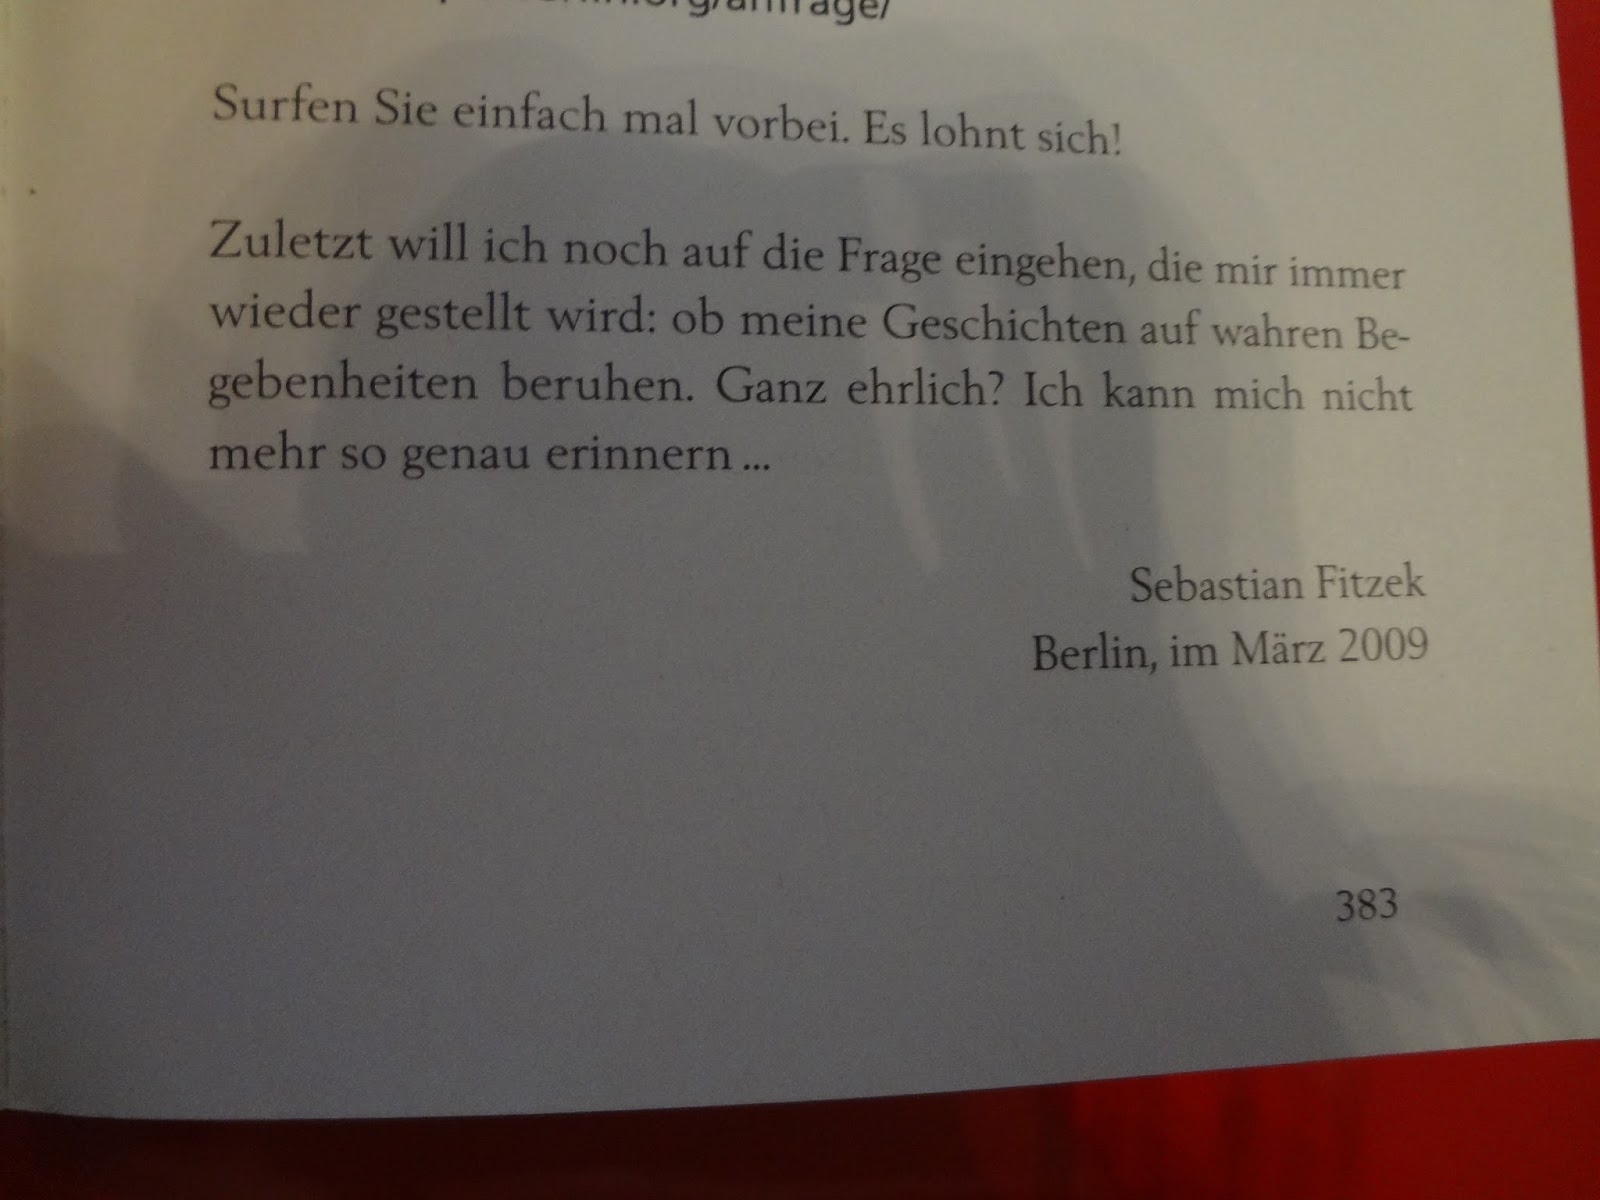 Surfen Sie einfach mal vorbei. Es lohnt sich!
Zuletzt will ich noch auf die Frage eingehen, die mir immer
wieder gestellt wird: ob meine Geschichten auf wahren Be-
gebenheiten beruhen. Ganz ehrlich? Ich kann mich nicht
mehr so genau erinnern ...
Sebastian Fitzek
Berlin, im März 2009
383